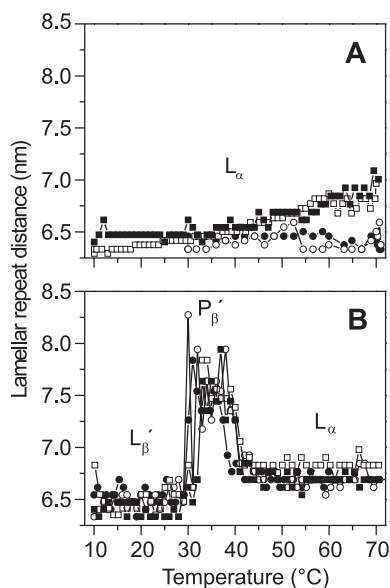 Lamellar repeat distance (nm)
8.5
A
8.0
7.5
7.0
Lα
6.5
8.5
Pβ´
B
8.0
7.5
Lβ´
Lα
7.0
6.5
10 20 30 40 50 60 70
Temperature (°C)